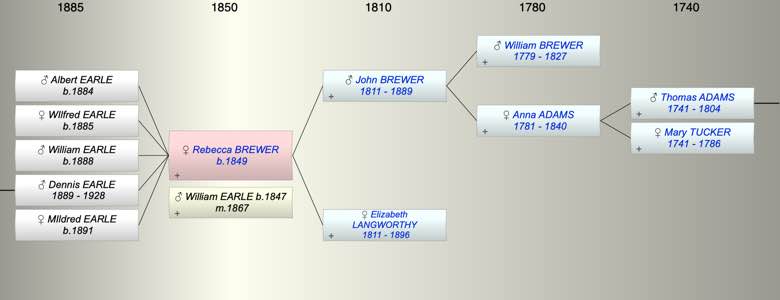 1885
1850
1810
1780
1740
♂ Albert EARLE
b.1884
♀ WIlfred EARLE
b.1885
♂ William EARLE
b.1888
♂ Dennis EARLE
1889 - 1928
♀ MIldred EARLE
b.1891
♀ Rebecca BREWER
b.1849
+
♂ William EARLE b.1847
m.1867
+
♂ John BREWER
1811 - 1889
+
♀ Elizabeth
LANGWORTHY
1811 - 1896
+
♂ William BREWER
1779 - 1827
+
♀ Anna ADAMS
1781 - 1840
+
♂ Thomas ADAMS
1741 - 1804
+
♀ Mary TUCKER
1741 - 1786
+